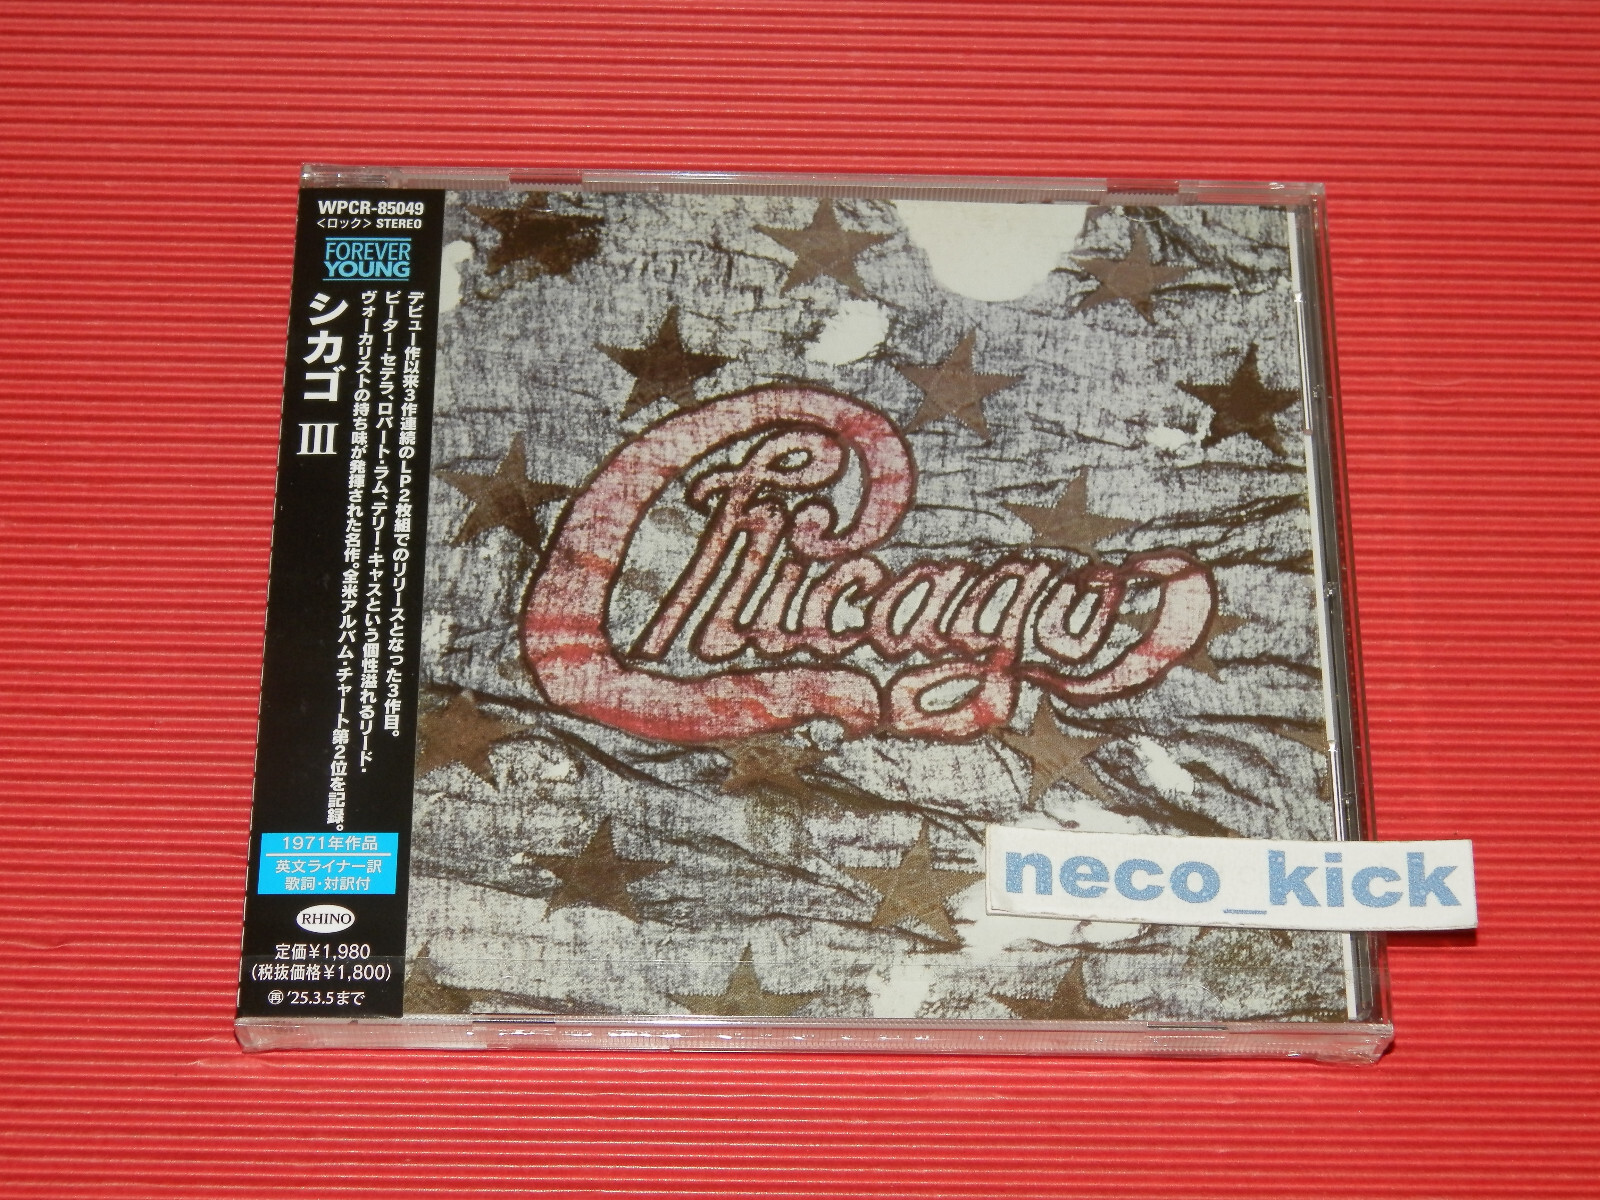 WPCR-85049
<ロック> STEREO
FOREVER
YOUNG
シカゴ III
デビュー作以来3作連続のLP2枚組でのリリースとなった3作目。
ピーター・セテラ、ロバート・ラム、テリー・キャスという個性溢れるリード・
ヴォーカリストの持ち味が発揮された名作。全米アルバム・チャート第2位を記録。
1971年作品
英文ライナー訳
歌詞・対訳付
RHINO
定価¥1,980
(税抜価格¥1,800)
再 '25.3.5まで
Chicago
neco_kick